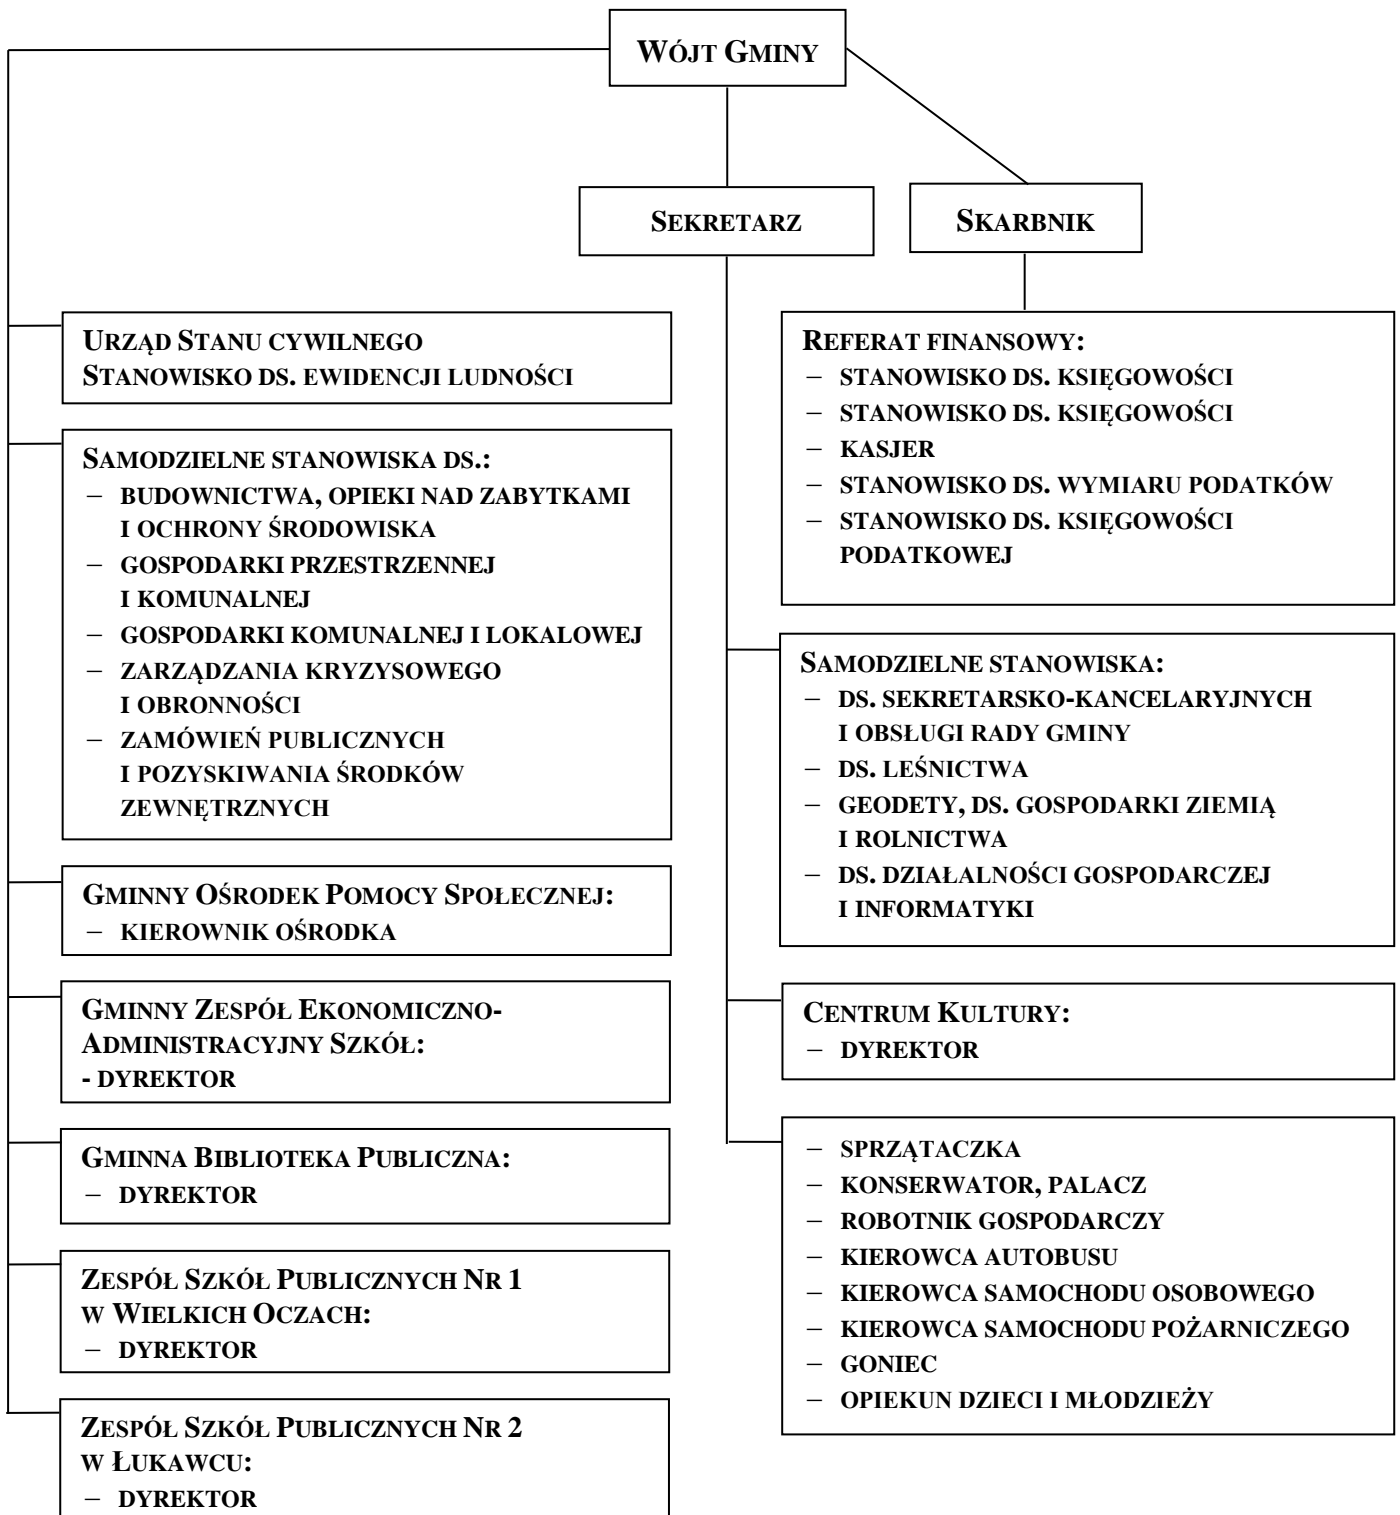 WÓJT GMINY
SEKRETARZ
SKARBNIK
URZĄD STANU CYWILNEGO
STANOWISKO DS. EWIDENCJI LUDNOŚCI
SAMODZIELNE STANOWISKA DS.:
– BUDOWNICTWA, OPIEKI NAD ZABYTKAMI
I OCHRONY ŚRODOWISKA
– GOSPODARKI PRZESTRZENNEJ
I KOMUNALNEJ
– GOSPODARKI KOMUNALNEJ I LOKALOWEJ
– ZARZĄDZANIA KRYZYSOWEGO
I OBRONNOŚCI
– ZAMÓWIEŃ PUBLICZNYCH
I POZYSKIWANIA ŚRODKÓW
ZEWNĘTRZNYCH
GMINNY OŚRODEK POMOCY SPOŁECZNEJ:
– KIEROWNIK OŚRODKA
GMINNY ZESPÓŁ EKONOMICZNO-
ADMINISTRACYJNY SZKÓŁ:
- DYREKTOR
GMINNA BIBLIOTEKA PUBLICZNA:
– DYREKTOR
ZESPÓŁ SZKÓŁ PUBLICZNYCH NR 1
W WIELKICH OCZACH:
– DYREKTOR
ZESPÓŁ SZKÓŁ PUBLICZNYCH NR 2
W ŁUKAWCU:
– DYREKTOR
REFERAT FINANSOWY:
– STANOWISKO DS. KSIĘGOWOŚCI
– STANOWISKO DS. KSIĘGOWOŚCI
– KASJER
– STANOWISKO DS. WYMIARU PODATKÓW
– STANOWISKO DS. KSIĘGOWOŚCI
PODATKOWEJ
SAMODZIELNE STANOWISKA:
– DS. SEKRETARSKO-KANCELARYJNYCH
I OBSŁUGI RADY GMINY
– DS. LEŚNICTWA
– GEODETY, DS. GOSPODARKI ZIEMIĄ
I ROLNICTWA
– DS. DZIAŁALNOŚCI GOSPODARCZEJ
I INFORMATYKI
CENTRUM KULTURY:
– DYREKTOR
– SPRZĄTACZKA
– KONSERWATOR, PALACZ
– ROBOTNIK GOSPODARCZY
– KIEROWCA AUTOBUSU
– KIEROWCA SAMOCHODU OSOBOWEGO
– KIEROWCA SAMOCHODU POŻARNICZEGO
– GONIEC
– OPIEKUN DZIECI I MŁODZIEŻY